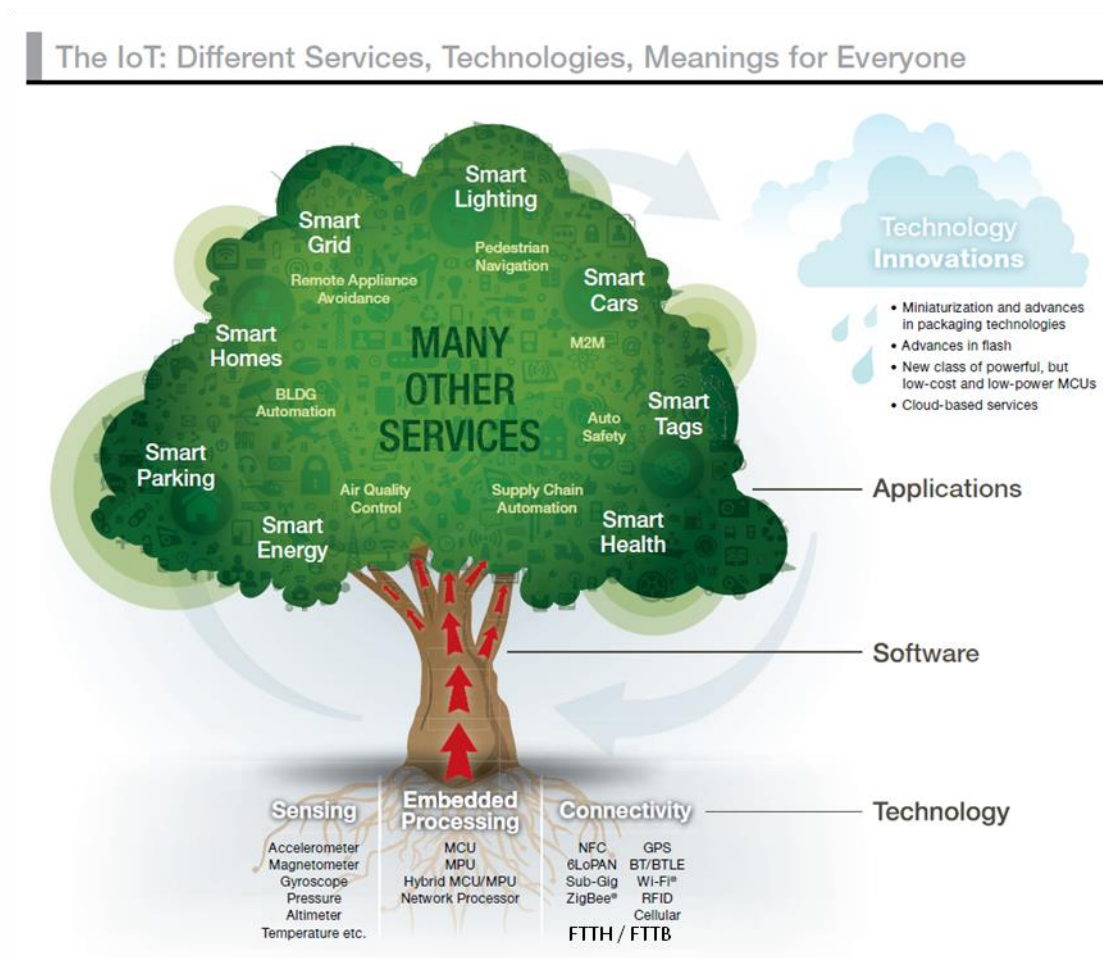 The IoT: Different Services, Technologies, Meanings for Everyone
Smart
Lighting
Smart
Grid
Pedestrian
Navigation
Remote Appliance
Avoidance
Smart
Cars
Smart
Homes
MANY
OTHER
SERVICES
M2M
BLDG
Automation
Auto
Safety
Smart
Tags
Smart
Parking
Air Quality
Control
Supply Chain
Automation
Smart
Energy
Smart
Health
Technology
Innovations
• Miniaturization and advances
in packaging technologies
• Advances in flash
• New class of powerful, but
low-cost and low-power MCUs
• Cloud-based services
Applications
Software
Technology
Sensing
Accelerometer
Magnetometer
Gyroscope
Pressure
Altimeter
Temperature etc.
Embedded
Processing
MCU
MPU
Hybrid MCU/MPU
Network Processor
Connectivity
NFC GPS
6LoPAN BT/BTLE
Sub-Gig Wi-Fi®
ZigBee® RFID
Cellular
FTTH / FTTB